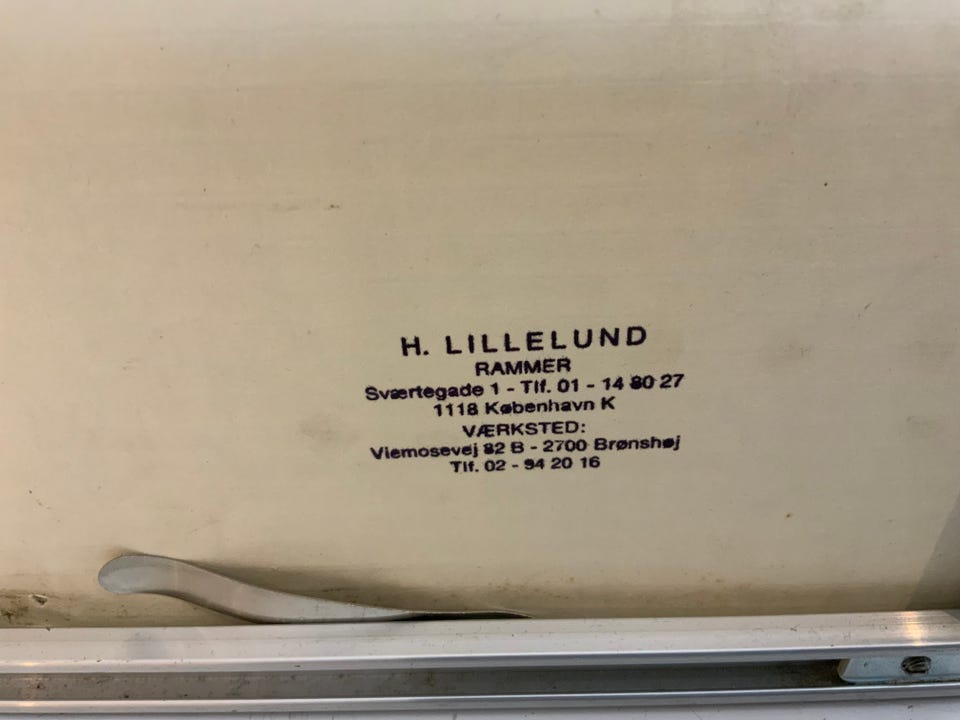 H. LILLELUND
RAMMER
Sværtegade 1 - Tlf. 01 - 14 80 27
1118 København K
VÆRKSTED:
Vlemosevej 82 B - 2700 Brønshøj
Tlf. 02 - 94 20 16